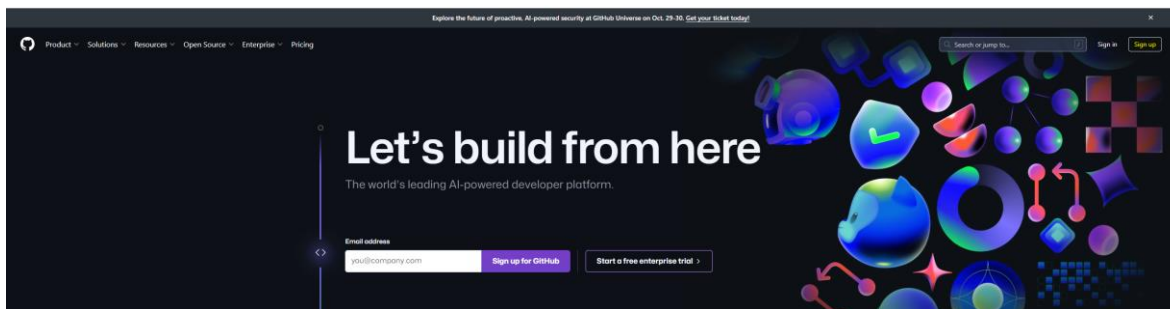 Explore the future of proactive, AI-powered security at GitHub Universe on Oct. 29-30. Get your ticket today!
Product Solutions Resources Open Source Enterprise Pricing
Search or jump to... /
Sign in
Sign up
Let's build from here
The world's leading AI-powered developer platform.
Email address
you@company.com
Sign up for GitHub
Start a free enterprise trial >